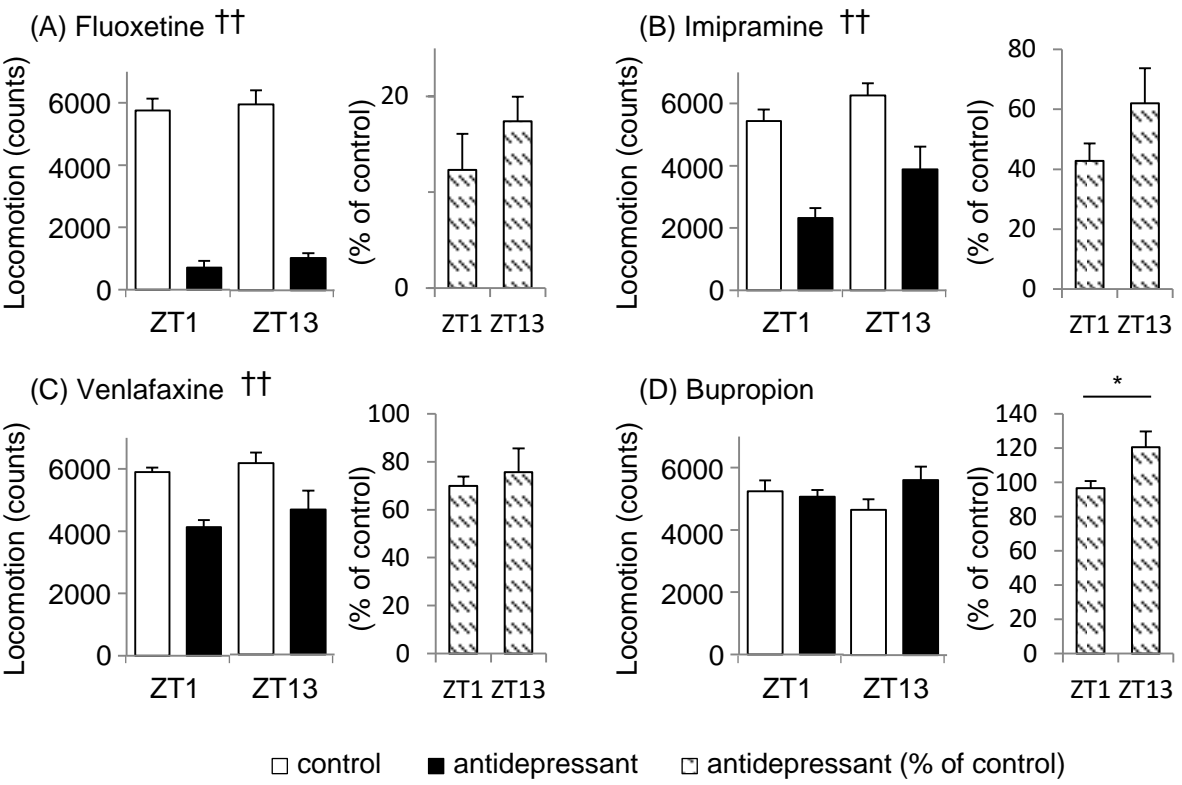 (A) Fluoxetine ††
Locomotion (counts)
6000
4000
2000
0
ZT1 ZT13
(% of control)
20
0
ZT1 ZT13
(B) Imipramine ††
Locomotion (counts)
6000
4000
2000
0
ZT1 ZT13
(% of control)
80
60
40
20
0
ZT1 ZT13
(C) Venlafaxine ††
Locomotion (counts)
6000
4000
2000
0
ZT1 ZT13
(% of control)
100
80
60
40
20
0
ZT1 ZT13
(D) Bupropion
Locomotion (counts)
6000
4000
2000
0
ZT1 ZT13
*
(% of control)
140
120
100
80
60
40
20
0
ZT1 ZT13
control antidepressant antidepressant (% of control)